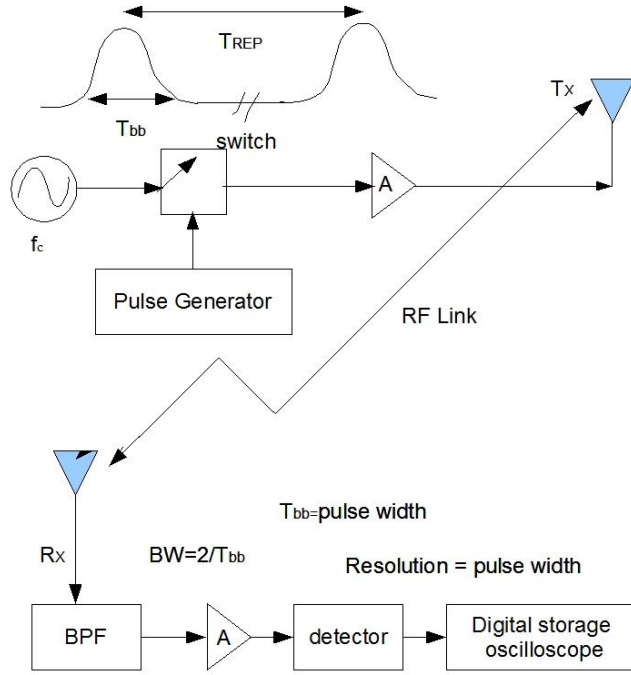 TREP
Tx
Tbb
switch
A
fc
Pulse Generator
RF Link
Tbb=pulse width
Rx
BW=2/Tbb
Resolution = pulse width
BPF
A
detector
Digital storage
oscilloscope